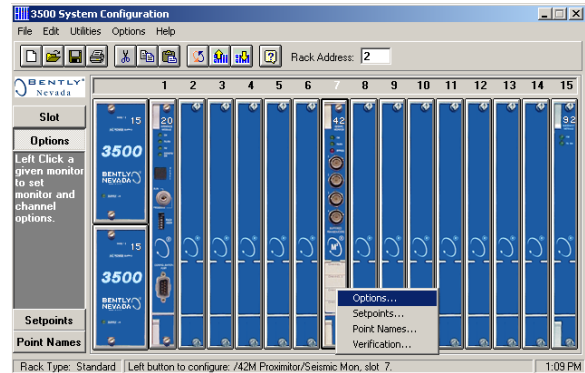 3500 System Configuration
File Edit Utilities Options Help
Rack Address: 2
BENTLY
Nevada
1 2 3 4 5 6 7 8 9 10 11 12 13 14 15
Slot
Options
Left Click a
given monitor
to set
monitor and
channel
options.
Setpoints
Point Names
15
3500
BENTLY
NEVADA
15
3500
BENTLY
NEVADA
20
42
92
Options...
Setpoints...
Point Names...
Verification...
Rack Type: Standard Left button to configure: /42M Proximitor/Seismic Mon, slot 7. 1:09 PM